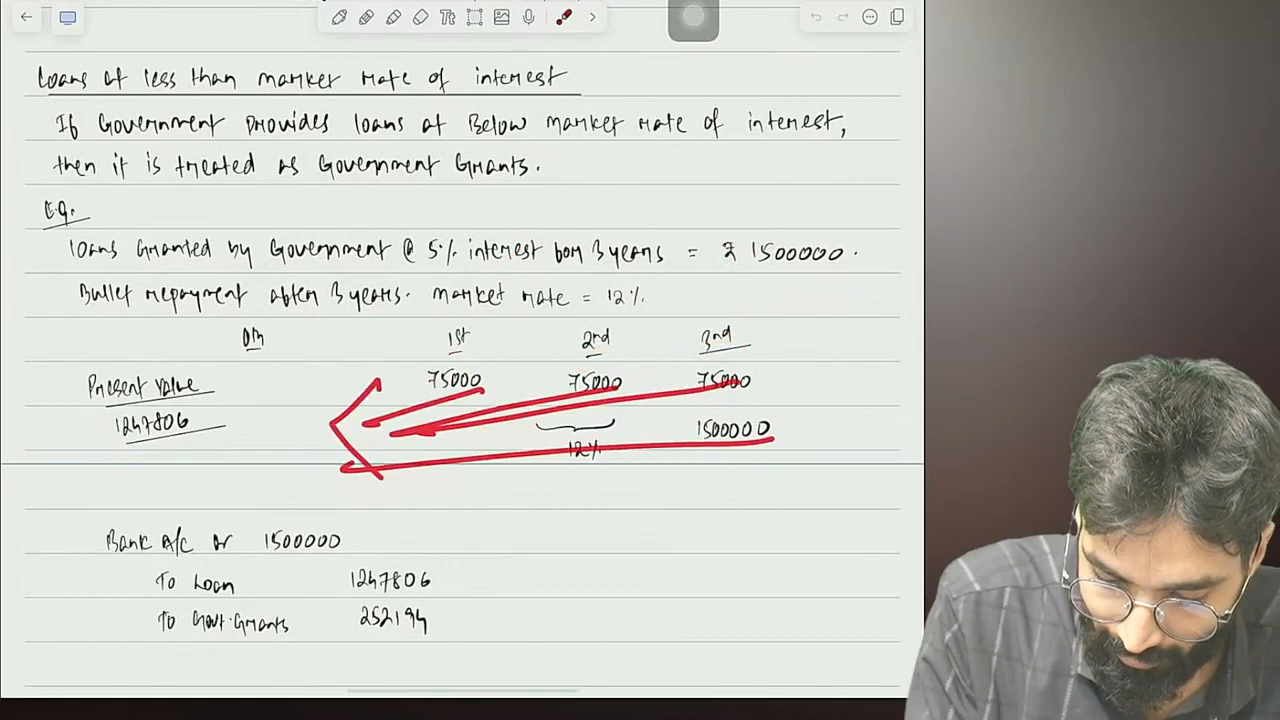 Loans at less than market rate of interest
If Government provides loans at Below market rate of interest,
then it is treated as Government Grants.
E.g.
loans Granted by Government @ 5% interest for 3 years = ₹ 1500000.
Bullet repayment after 3 years. market rate = 12%
0th 1st 2nd 3rd
Present value 75000 75000 75000
1247806 1500000
12%
Bank A/c Dr 1500000
To Loan 1247806
To Govt. Grants 252194